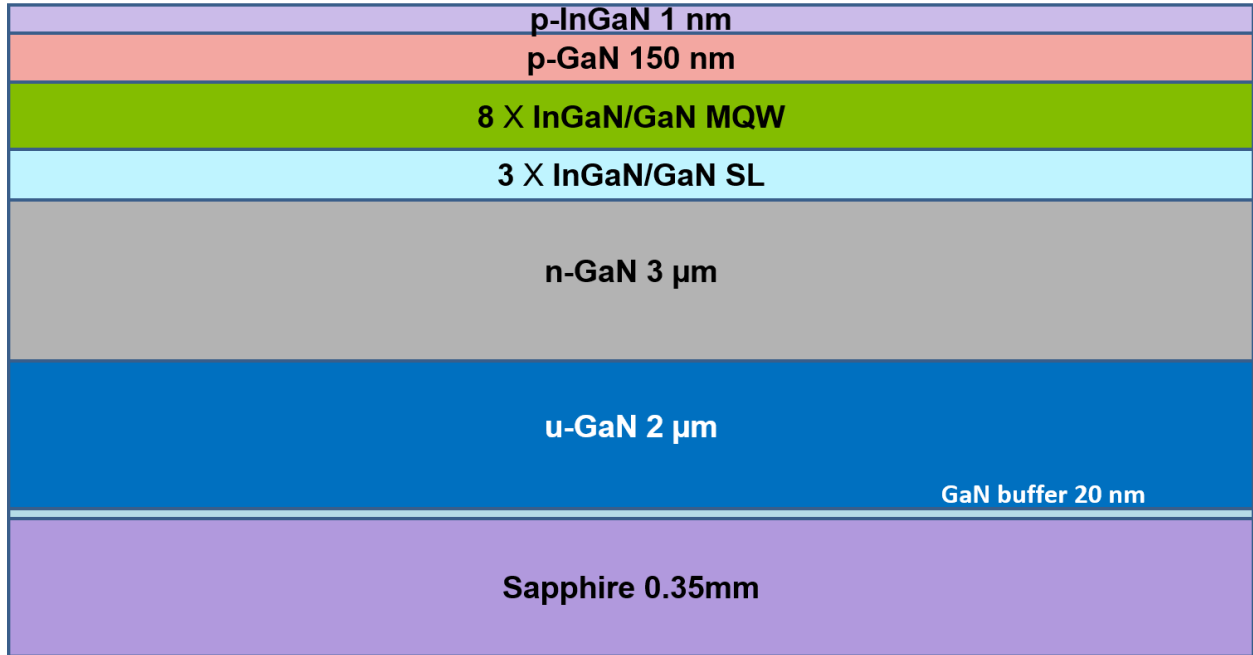 p-InGaN 1 nm
p-GaN 150 nm
8 X InGaN/GaN MQW
3 X InGaN/GaN SL
n-GaN 3 µm
u-GaN 2 µm
GaN buffer 20 nm
Sapphire 0.35mm